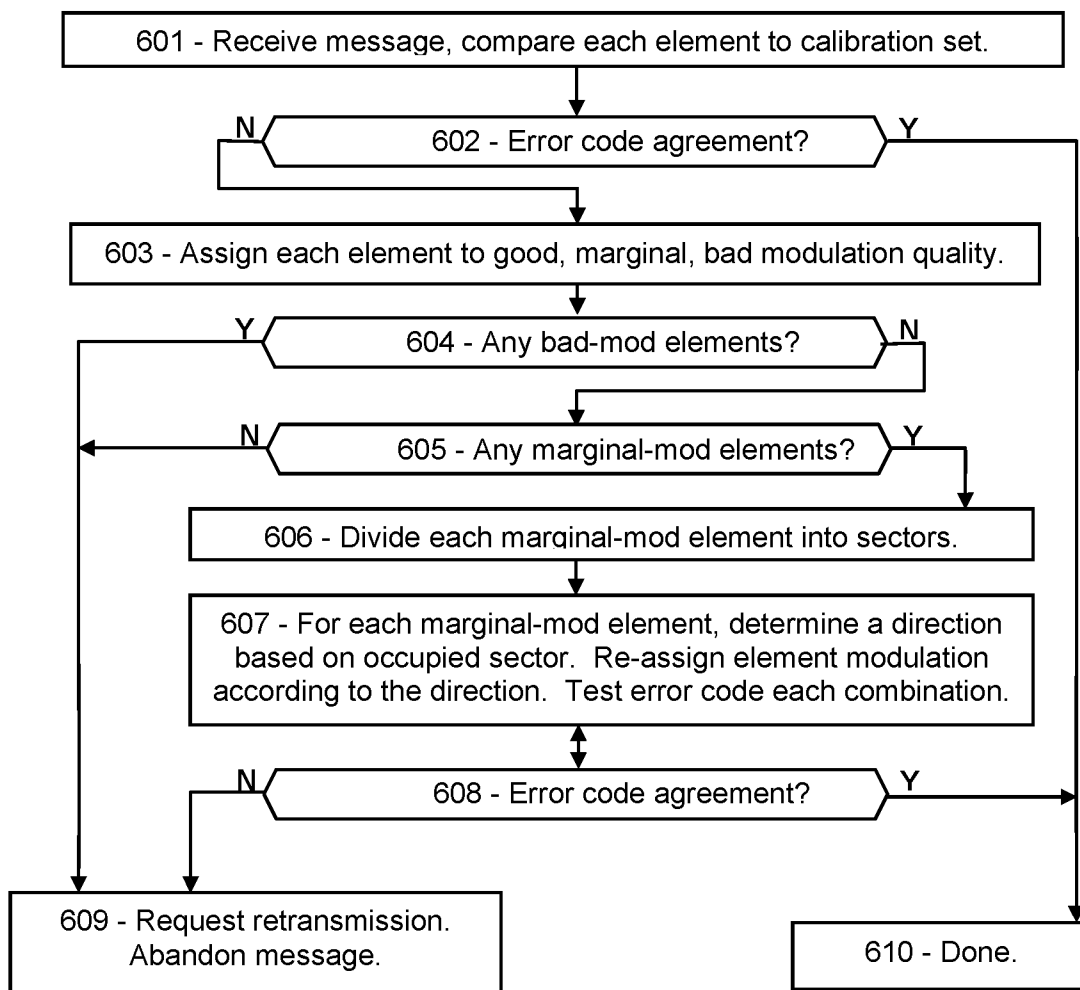 601 - Receive message, compare each element to calibration set.
N
602 - Error code agreement?
Y
603 - Assign each element to good, marginal, bad modulation quality.
Y
604 - Any bad-mod elements?
N
N
605 - Any marginal-mod elements?
Y
606 - Divide each marginal-mod element into sectors.
607 - For each marginal-mod element, determine a direction
based on occupied sector. Re-assign element modulation
according to the direction. Test error code each combination.
N
608 - Error code agreement?
Y
609 - Request retransmission.
Abandon message.
610 - Done.